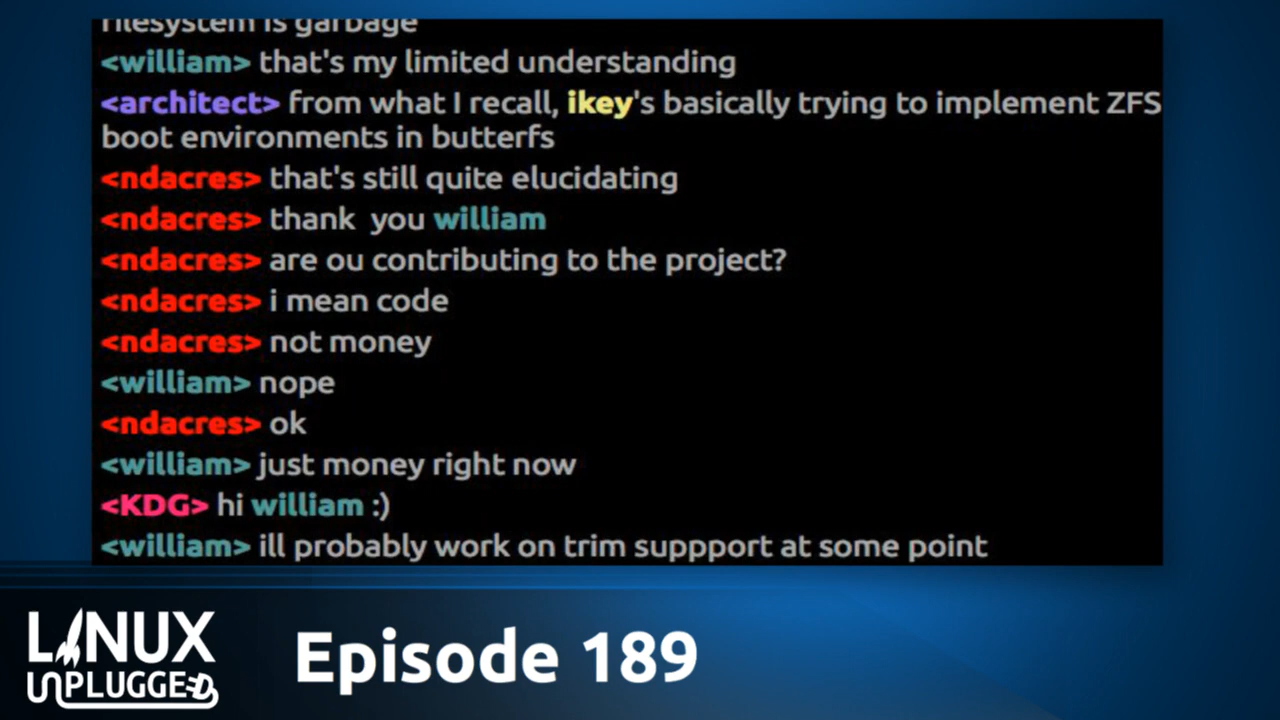 filesystem is garbage
<william> that's my limited understanding
<architect> from what I recall, ikey's basically trying to implement ZFS
boot environments in butterfs
<ndacres> that's still quite elucidating
<ndacres> thank  you william
<ndacres> are ou contributing to the project?
<ndacres> i mean code
<ndacres> not money
<william> nope
<ndacres> ok
<william> just money right now
<KDG> hi william :)
<william> ill probably work on trim suppport at some point
LINUX
UNPLUGGED
Episode 189